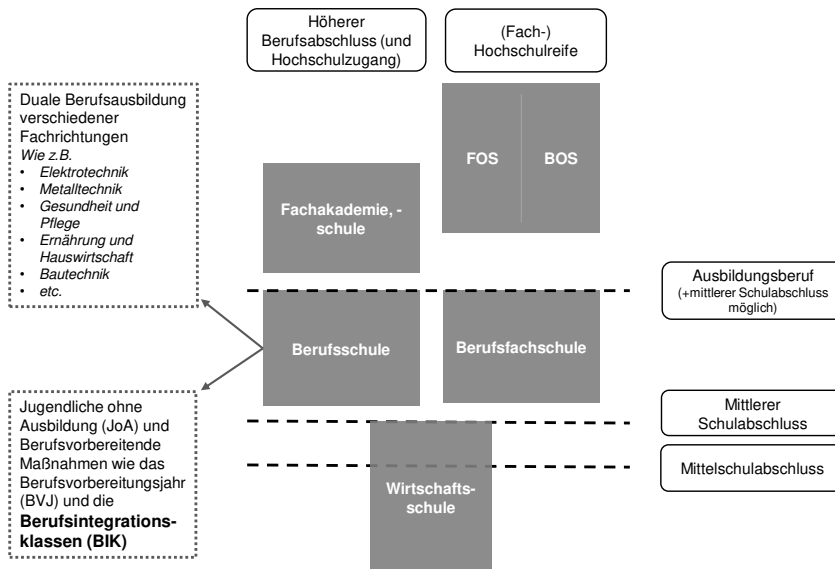 Höherer
Berufsabschluss (und
Hochschulzugang)
(Fach-)
Hochschulreife
Duale Berufsausbildung
verschiedener
Fachrichtungen
Wie z.B.
• Elektrotechnik
• Metalltechnik
• Gesundheit und
Pflege
• Ernährung und
Hauswirtschaft
• Bautechnik
• etc.
FOS
BOS
Fachakademie, -
schule
Ausbildungsberuf
(+mittlerer Schulabschluss
möglich)
Berufsschule
Berufsfachschule
Jugendliche ohne
Ausbildung (JoA) und
Berufsvorbereitende
Maßnahmen wie das
Berufsvorbereitungsjahr
(BVJ) und die
Berufsintegrations-
klassen (BIK)
Mittlerer
Schulabschluss
Mittelschulabschluss
Wirtschafts-
schule